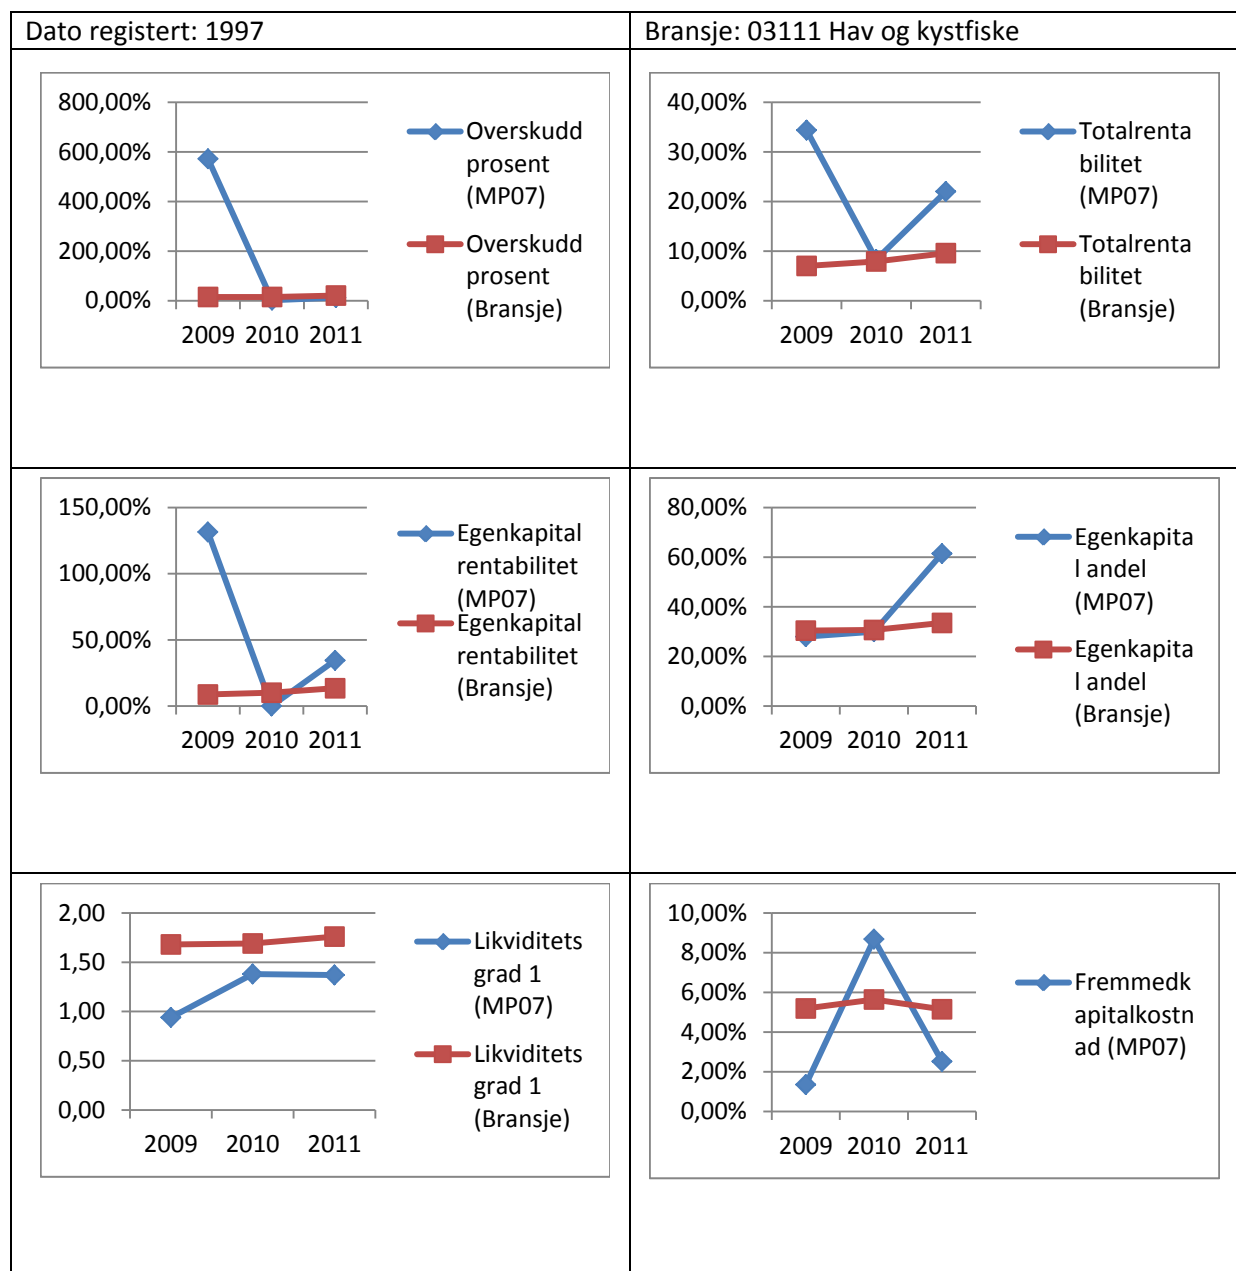 Dato registert: 1997
Bransje: 03111 Hav og kystfiske
800,00%
600,00%
400,00%
200,00%
0,00%
2009 2010 2011
Overskudd
prosent
(MP07)
Overskudd
prosent
(Bransje)
40,00%
30,00%
20,00%
10,00%
0,00%
2009 2010 2011
Totalrenta
bilitet
(MP07)
Totalrenta
bilitet
(Bransje)
150,00%
100,00%
50,00%
0,00%
2009 2010 2011
Egenkapital
rentabilitet
(MP07)
Egenkapital
rentabilitet
(Bransje)
80,00%
60,00%
40,00%
20,00%
0,00%
2009 2010 2011
Egenkapita
l andel
(MP07)
Egenkapita
l andel
(Bransje)
2,00
1,50
1,00
0,50
0,00
2009 2010 2011
Likviditets
grad 1
(MP07)
Likviditets
grad 1
(Bransje)
10,00%
8,00%
6,00%
4,00%
2,00%
0,00%
2009 2010 2011
Fremmedk
apitalkostn
ad (MP07)